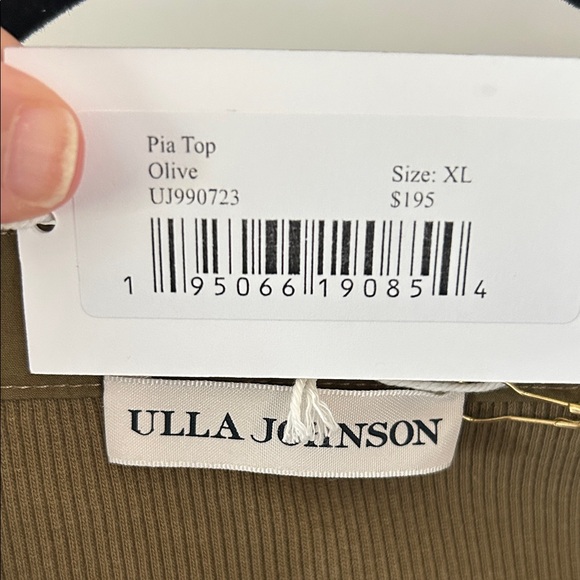 Pia Top
Olive
Size: XL
UJ990723
$195
1 95066 19085 4
ULLA JOHNSON